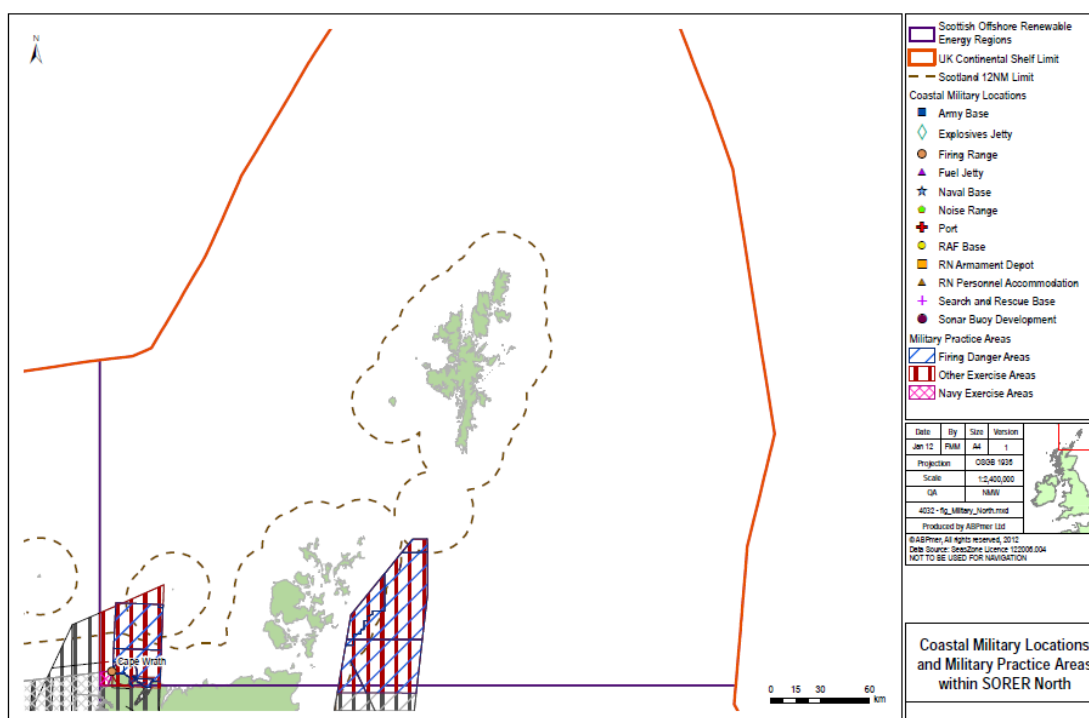 N
Cape Wrath
0 15 30 60
km
Scottish Offshore Renewable
Energy Regions
UK Continental Shelf Limit
Scotland 12NM Limit
Coastal Military Locations
Army Base
Explosives Jetty
Firing Range
Fuel Jetty
Naval Base
Noise Range
Port
RAF Base
RN Armament Depot
RN Personnel Accommodation
Search and Rescue Base
Sonar Buoy Development
Military Practice Areas
Firing Danger Areas
Other Exercise Areas
Navy Exercise Areas
Date By Size Version
Jan 12 FMM A4 1
Projection OSGB 1936
Scale 1:2,400,000
QA NMW
4032 - fig_Military_North.mxd
Produced by ABPmer Ltd
© ABPmer, All rights reserved, 2012
Data Source: SeaZone Licence 122006.004
NOT TO BE USED FOR NAVIGATION
Coastal Military Locations
and Military Practice Areas
within SORER North